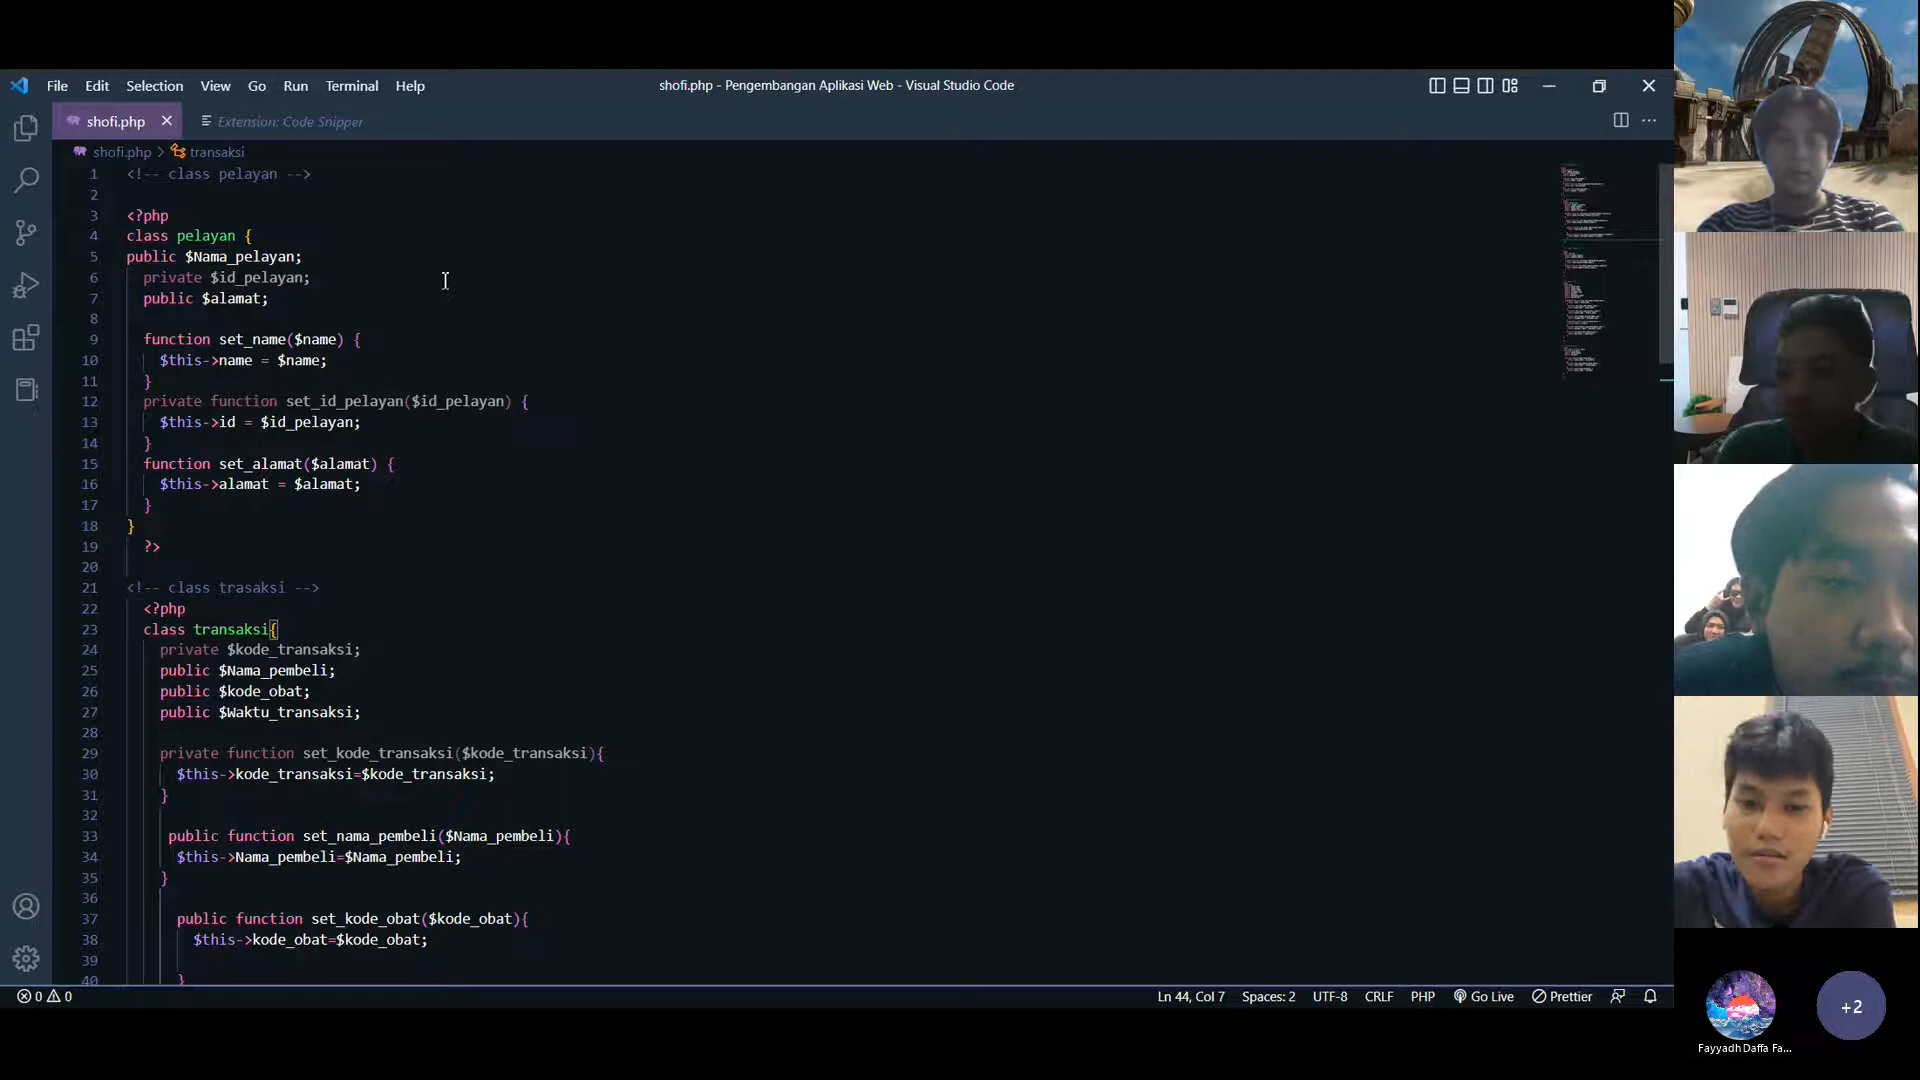 File Edit Selection View Go Run Terminal Help
shofi.php - Pengembangan Aplikasi Web - Visual Studio Code
shofi.php
Extension: Code Snipper
shofi.php > transaksi
1 <!-- class pelayan -->
2
3 <?php
4 class pelayan {
5 public $Nama_pelayan;
6 private $id_pelayan;
7 public $alamat;
8
9 function set_name($name) {
10 $this->name = $name;
11 }
12 private function set_id_pelayan($id_pelayan) {
13 $this->id = $id_pelayan;
14 }
15 function set_alamat($alamat) {
16 $this->alamat = $alamat;
17 }
18 }
19 ?>
20
21 <!-- class trasaksi -->
22 <?php
23 class transaksi{
24 private $kode_transaksi;
25 public $Nama_pembeli;
26 public $kode_obat;
27 public $Waktu_transaksi;
28
29 private function set_kode_transaksi($kode_transaksi){
30 $this->kode_transaksi=$kode_transaksi;
31 }
32
33 public function set_nama_pembeli($Nama_pembeli){
34 $this->Nama_pembeli=$Nama_pembeli;
35 }
36
37 public function set_kode_obat($kode_obat){
38 $this->kode_obat=$kode_obat;
39
40 }
0 0
Ln 44, Col 7 Spaces: 2 UTF-8 CRLF PHP Go Live Prettier
+2
Fayyadh Daffa Fa...